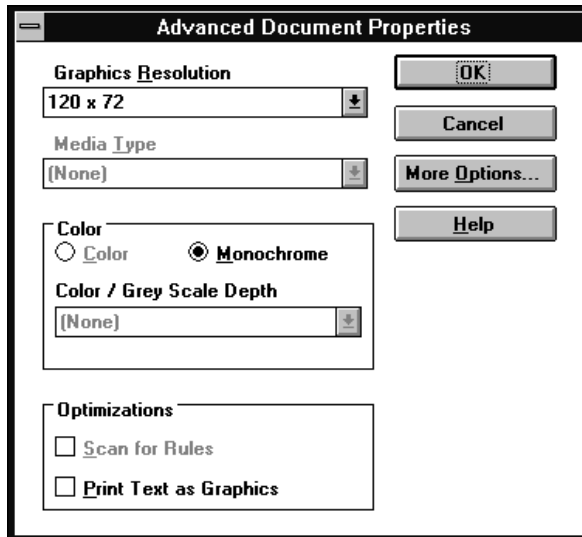 Advanced Document Properties
Graphics Resolution
120 x 72
Media Type
(None)
Color
Color
Monochrome
Color / Grey Scale Depth
(None)
Optimizations
Scan for Rules
Print Text as Graphics
OK
Cancel
More Options...
Help